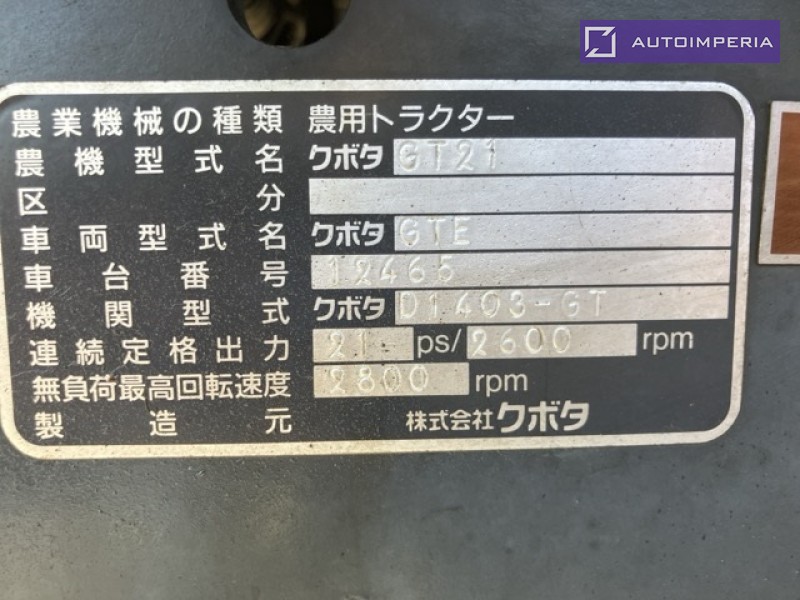 AUTOIMPERIA
農業機械の種類 農用トラクター
農機型式名 クボタ GT21
区分
車両型式名 クボタ GTE
車台番号 12465
機関型式 クボタ D1403-GT
連続定格出力 21 ps/2600 rpm
無負荷最高回転速度 2800 rpm
製造元 株式会社クボタ